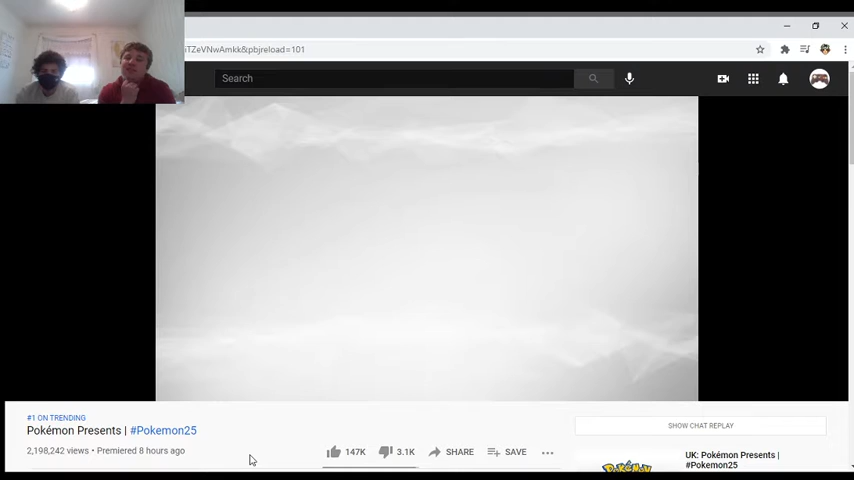 iTZeVNwAmkk&pbjreload=101
Search
#1 ON TRENDING
Pokémon Presents | #Pokemon25
2,198,242 views • Premiered 8 hours ago
147K
3.1K
SHARE
SAVE
SHOW CHAT REPLAY
POKÉMON
UK: Pokémon Presents |
#Pokemon25